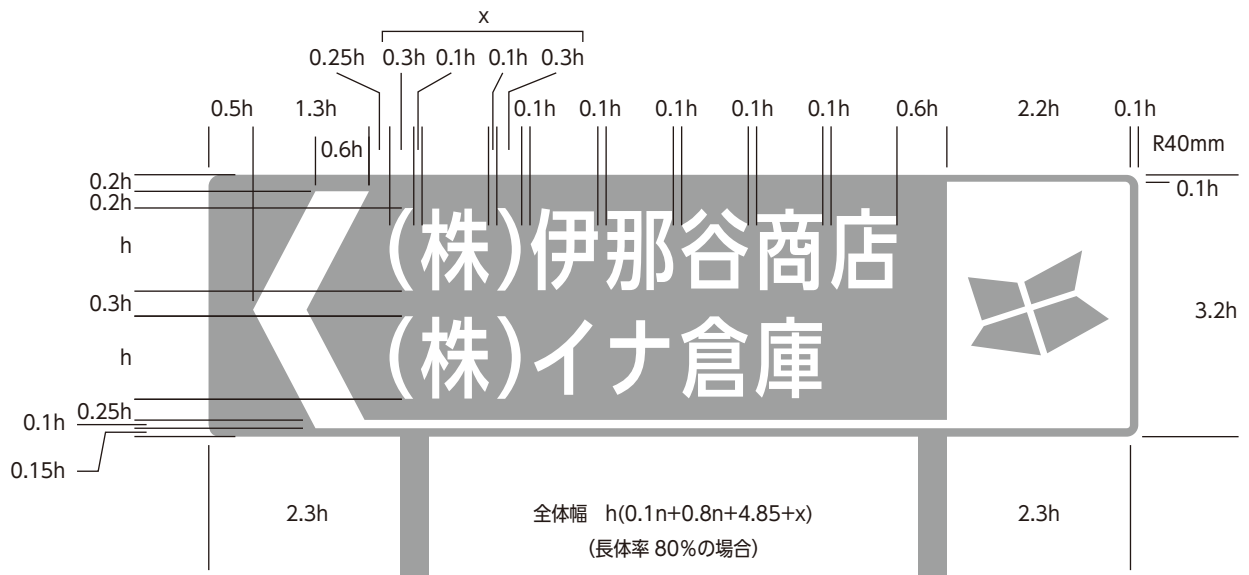 x
0.25h 0.3h 0.1h 0.1h 0.3h
0.5h 1.3h 0.1h 0.1h 0.1h 0.1h 0.1h 0.6h 2.2h 0.1h
0.6h R40mm
0.2h
0.2h 0.1h
h
0.3h 3.2h
h
0.25h
0.1h
0.15h
(株)伊那谷商店
(株)イナ倉庫
2.3h 全体幅 h(0.1n+0.8n+4.85+x) 2.3h
(長体率 80%の場合)